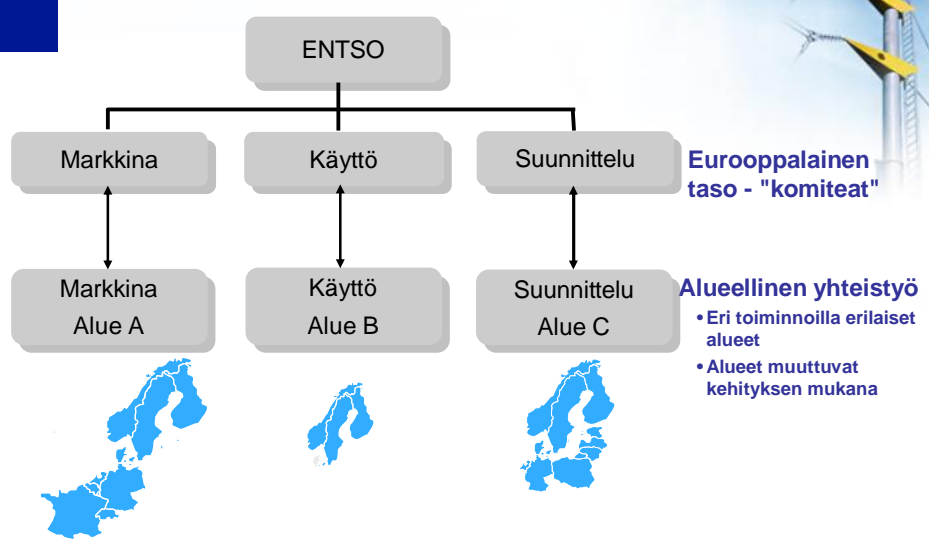 ENTSO
Markkina
Käyttö
Suunnittelu
Eurooppalainen
taso - "komiteat"
Markkina
Alue A
Käyttö
Alue B
Suunnittelu
Alue C
Alueellinen yhteistyö
•Eri toiminnoilla erilaiset
alueet
•Alueet muuttuvat
kehityksen mukana